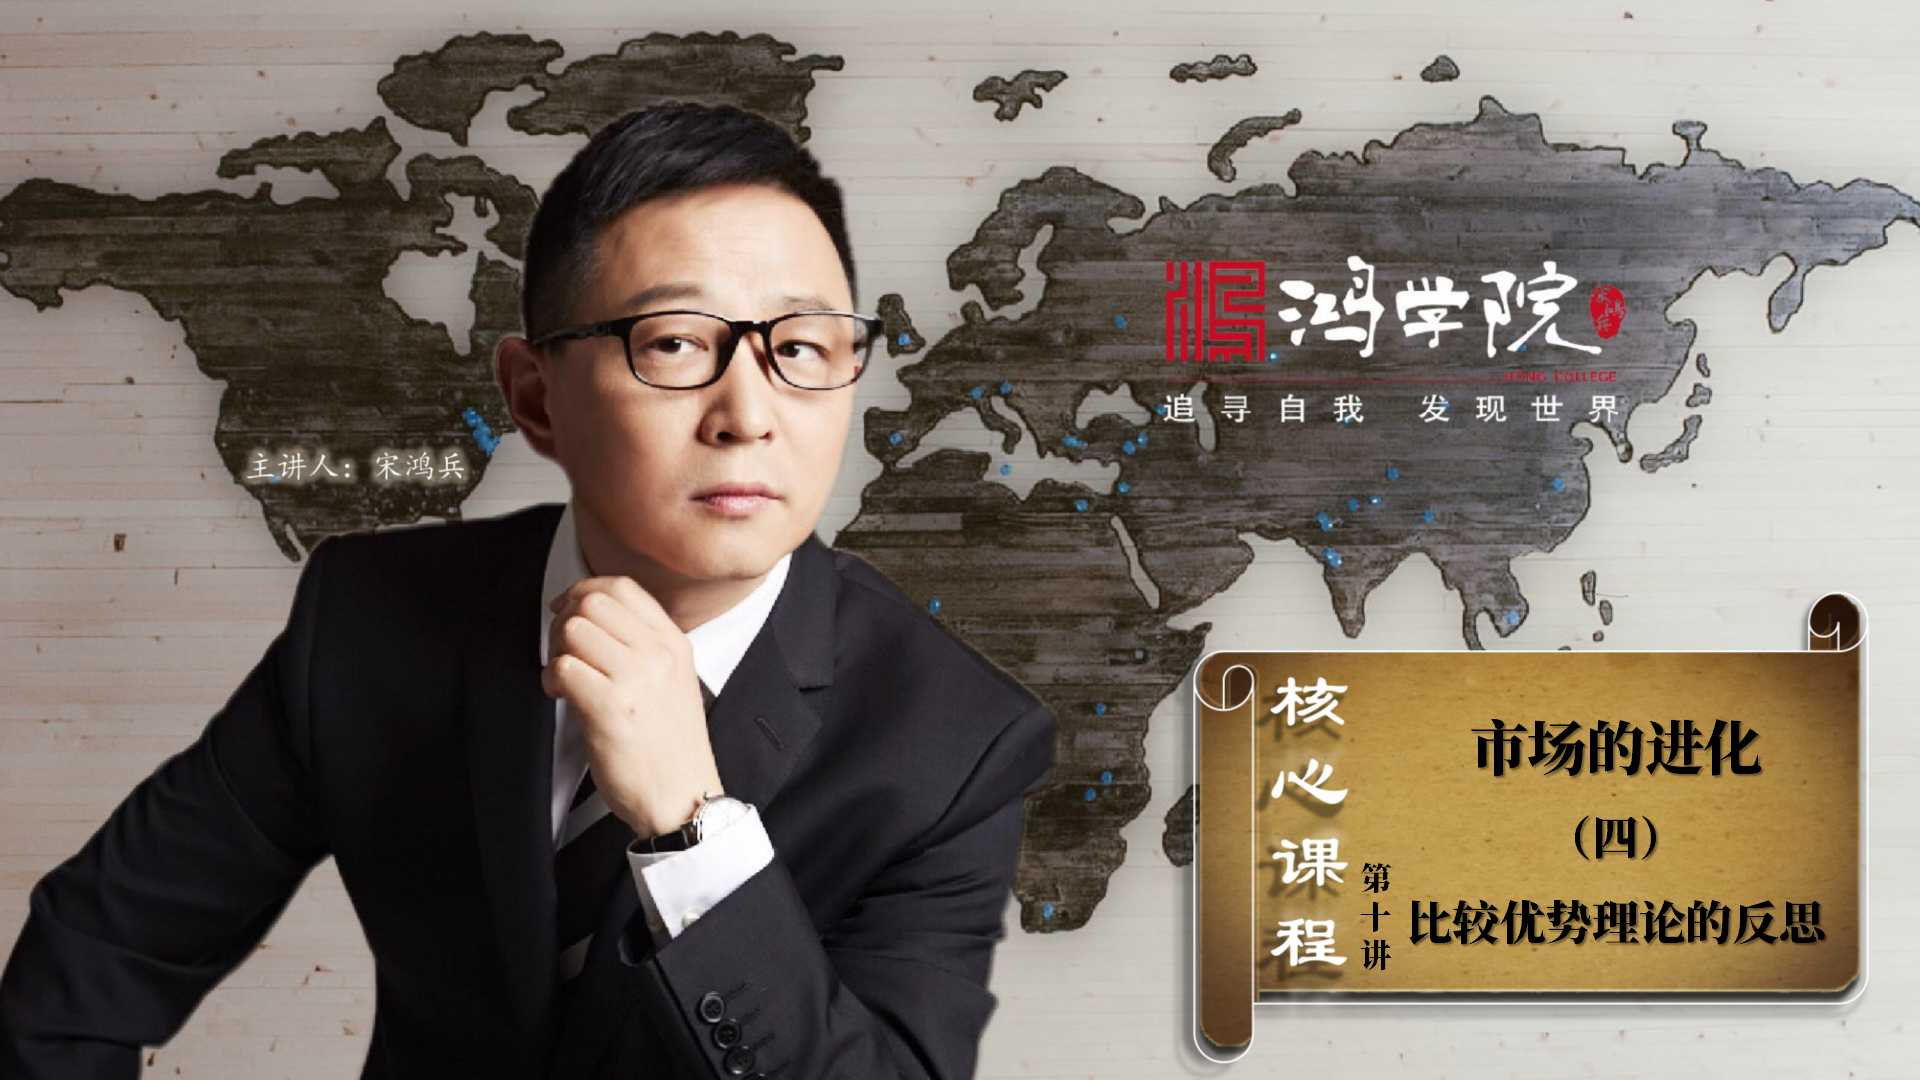 鸿学院
HONG COLLEGE
追寻自我 发现世界
主讲人：宋鸿兵
核心课程
第十讲
市场的进化
（四）
比较优势理论的反思